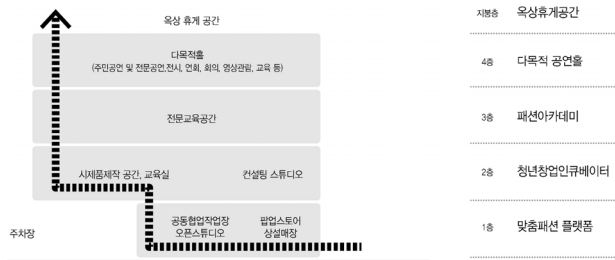 옥상 휴게 공간
다목적홀
(주민공연 및 전문공연,전시, 연회, 회의, 영상관람, 교육 등)
전문교육공간
시제품제작 공간, 교육실
컨설팅 스튜디오
주차장
공동협업작업장
오픈스튜디오
팝업스토어
상설매장
지붕층 옥상휴게공간
4층 다목적 공연홀
3층 패션아카데미
2층 청년창업인큐베이터
1층 맞춤패션 플랫폼